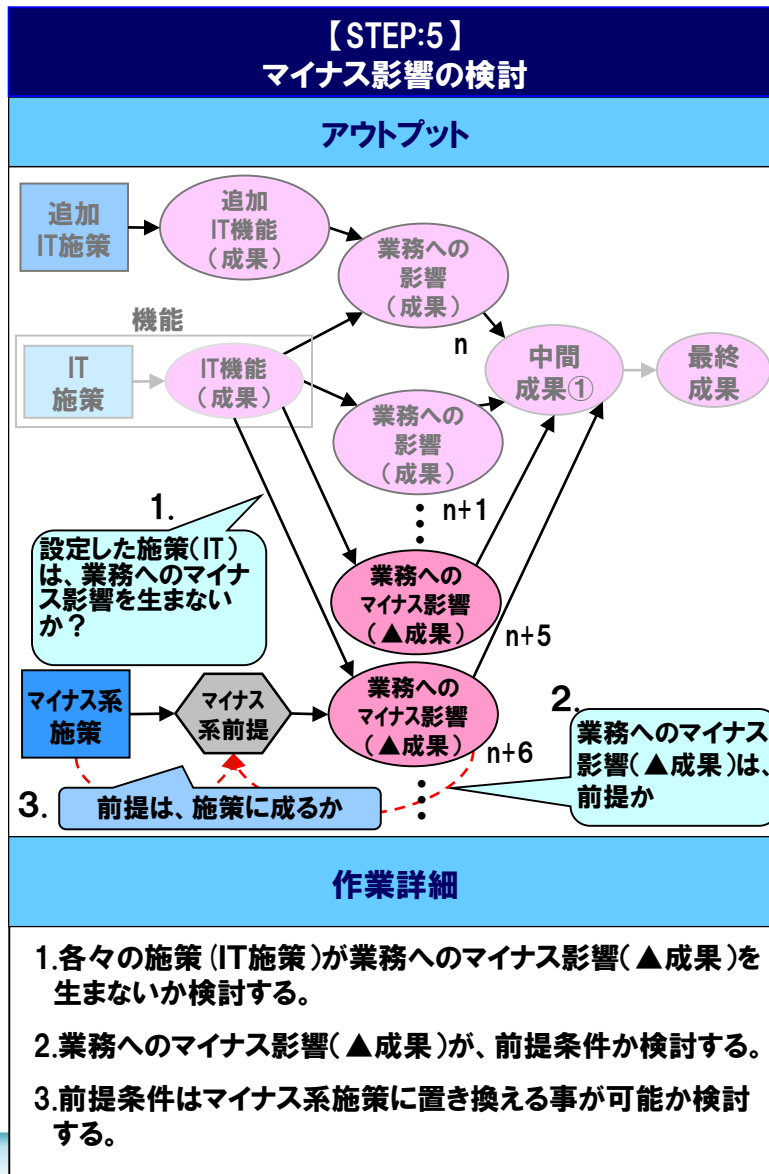 【STEP:5】
マイナス影響の検討
アウトプット
追加
IT施策
追加
IT機能
（成果）
業務への
影響
（成果）
機能
IT
施策
IT機能
（成果）
n
中間
成果①
最終
成果
業務への
影響
（成果）
1.
設定した施策(IT)
は、業務へのマイナ
ス影響を生まない
か？
n+1
業務への
マイナス影響
（▲成果）
n+5
マイナス系
施策
マイナス
系前提
業務への
マイナス影響
（▲成果）
n+6
2.
業務へのマイナス
影響(▲成果)は、
前提か
3.
前提は、施策に成るか
作業詳細
1.各々の施策(IT施策)が業務へのマイナス影響(▲成果)を
生まないか検討する。
2.業務へのマイナス影響(▲成果)が、前提条件か検討する。
3.前提条件はマイナス系施策に置き換える事が可能か検討
する。